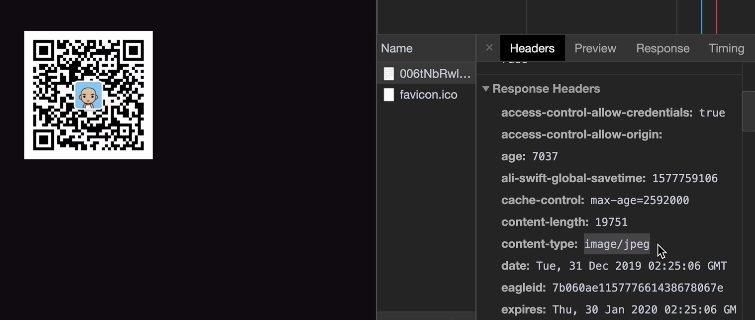 Name
006tNbRwl...
favicon.ico
× Headers Preview Response Timing
Response Headers
access-control-allow-credentials: true
access-control-allow-origin:
age: 7037
ali-swift-global-savetime: 1577759106
cache-control: max-age=2592000
content-length: 19751
content-type: image/jpeg
date: Tue, 31 Dec 2019 02:25:06 GMT
eagleid: 7b060ae115777661438678067e
expires: Thu, 30 Jan 2020 02:25:06 GM